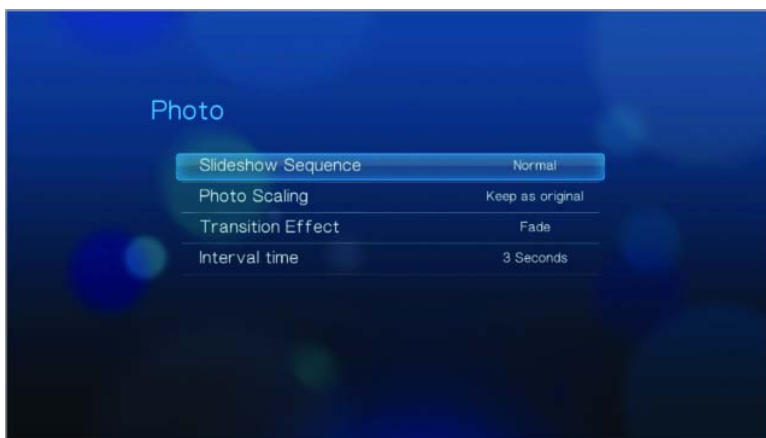 Photo
Slideshow Sequence Normal
Photo Scaling Keep as original
Transition Effect Fade
Interval time 3 Seconds